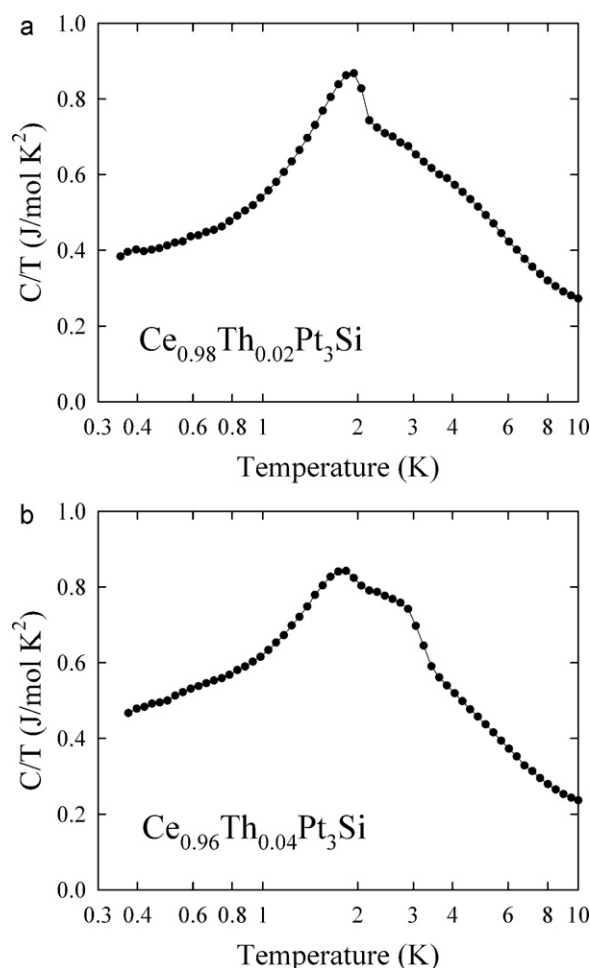 a
1.0
0.8
0.6
0.4
0.2
0.0
C/T (J/mol K²)
Ce₀.₉₈Th₀.₀₂Pt₃Si
0.3 0.4 0.6 0.8 1 2 3 4 6 8 10
Temperature (K)
b
1.0
0.8
0.6
0.4
0.2
0.0
C/T (J/mol K²)
Ce₀.₉₆Th₀.₀₄Pt₃Si
0.3 0.4 0.6 0.8 1 2 3 4 6 8 10
Temperature (K)